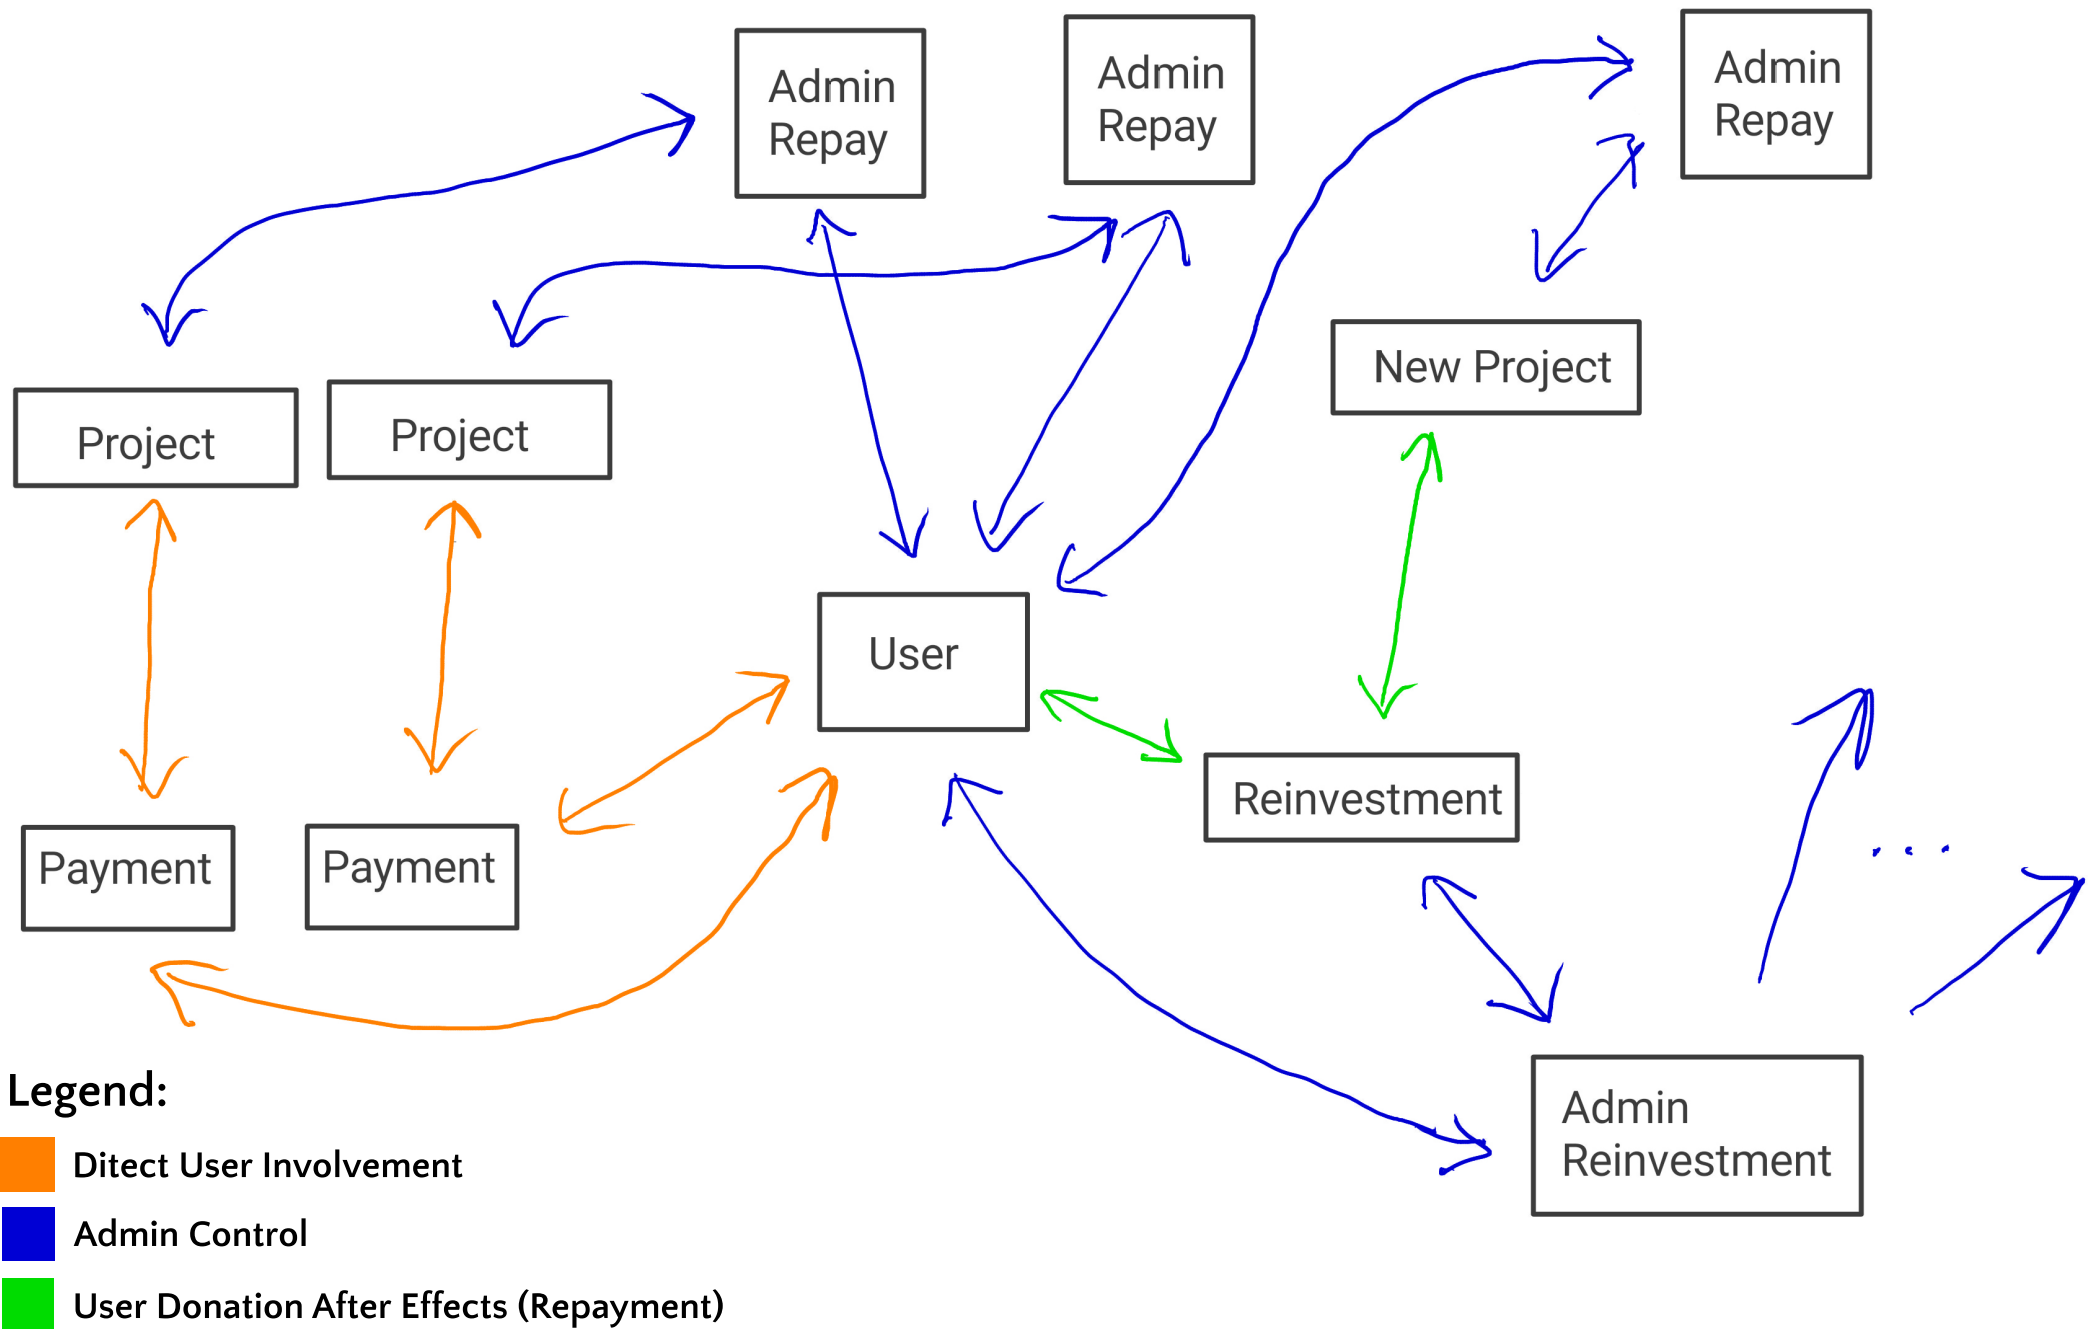 Admin
Repay
Admin
Repay
Admin
Repay
New Project
Project
Project
User
Reinvestment
Payment
Payment
...
Admin
Reinvestment
Legend:
Ditect User Involvement
Admin Control
User Donation After Effects (Repayment)